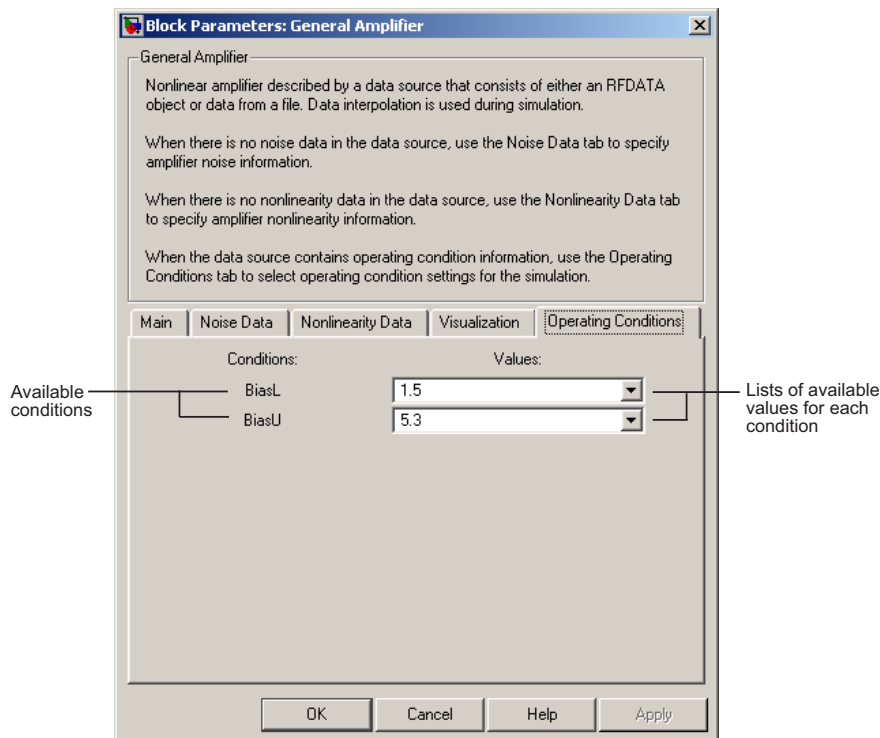 Block Parameters: General Amplifier
General Amplifier
Nonlinear amplifier described by a data source that consists of either an RFDATA
object or data from a file. Data interpolation is used during simulation.
When there is no noise data in the data source, use the Noise Data tab to specify
amplifier noise information.
When there is no nonlinearity data in the data source, use the Nonlinearity Data tab
to specify amplifier nonlinearity information.
When the data source contains operating condition information, use the Operating
Conditions tab to select operating condition settings for the simulation.
Main Noise Data Nonlinearity Data Visualization Operating Conditions
Conditions: Values:
Available
conditions
BiasL 1.5
BiasU 5.3
Lists of available
values for each
condition
OK Cancel Help Apply